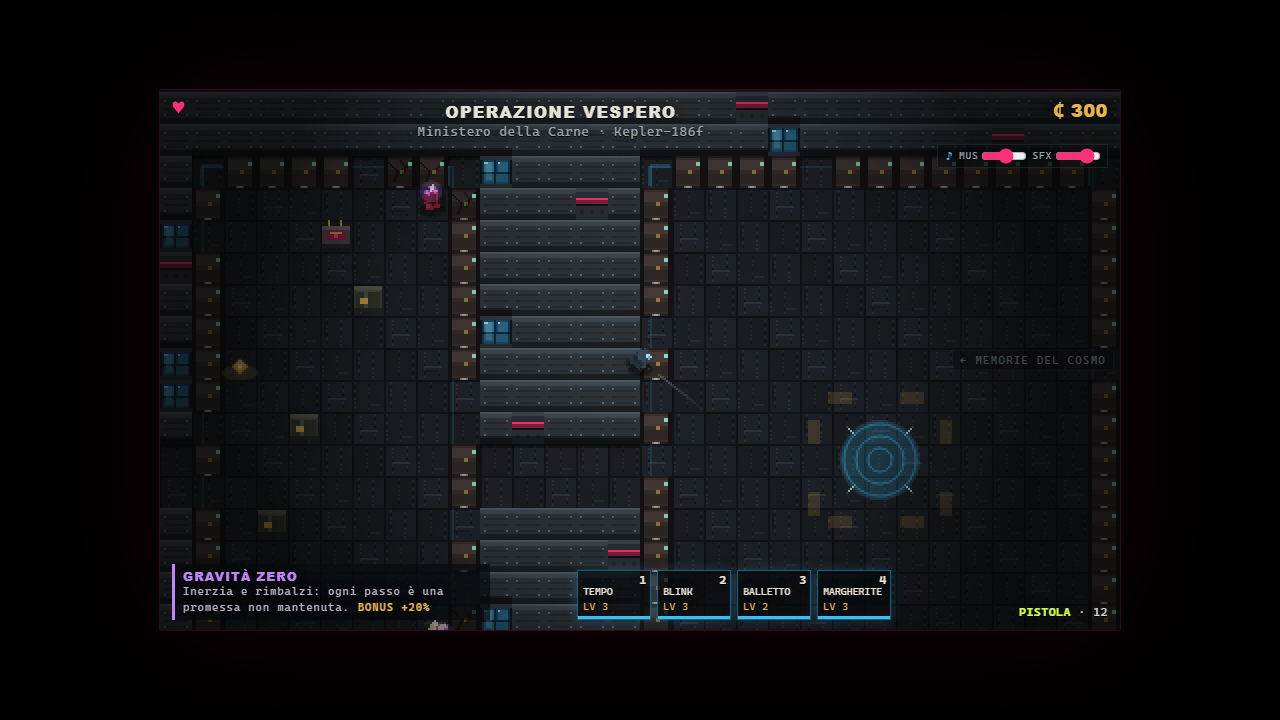 ♥
OPERAZIONE VESPERO
₵ 300
Ministero della Carne · Kepler-186f
♪ MUS SFX
← MEMORIE DEL COSMO
GRAVITÀ ZERO
Inerzia e rimbalzi: ogni passo è una
promessa non mantenuta. BONUS +20%
1
TEMPO
LV 3
2
BLINK
LV 3
3
BALLETTO
LV 2
4
MARGHERITE
LV 3
PISTOLA · 12